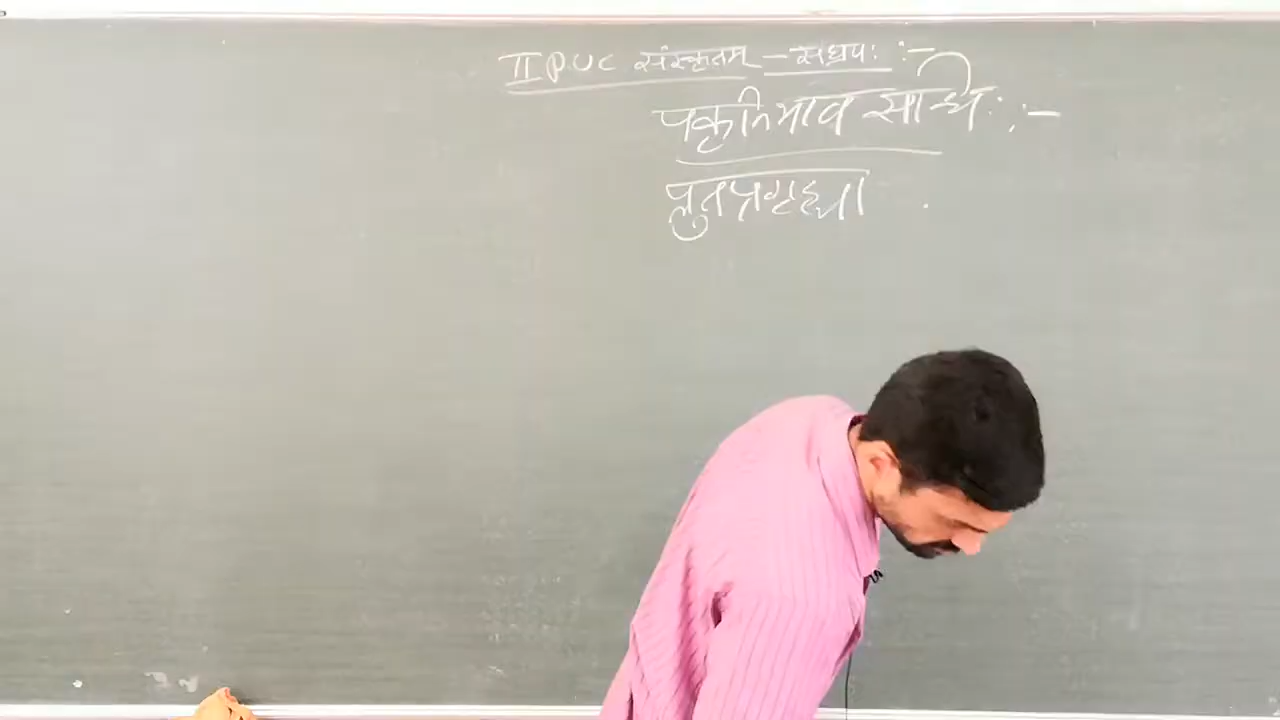 II PUC संस्कृतम् – सन्धयः :–
प्रकृतिभाव सन्धिः :–
प्लुतप्रगृह्या